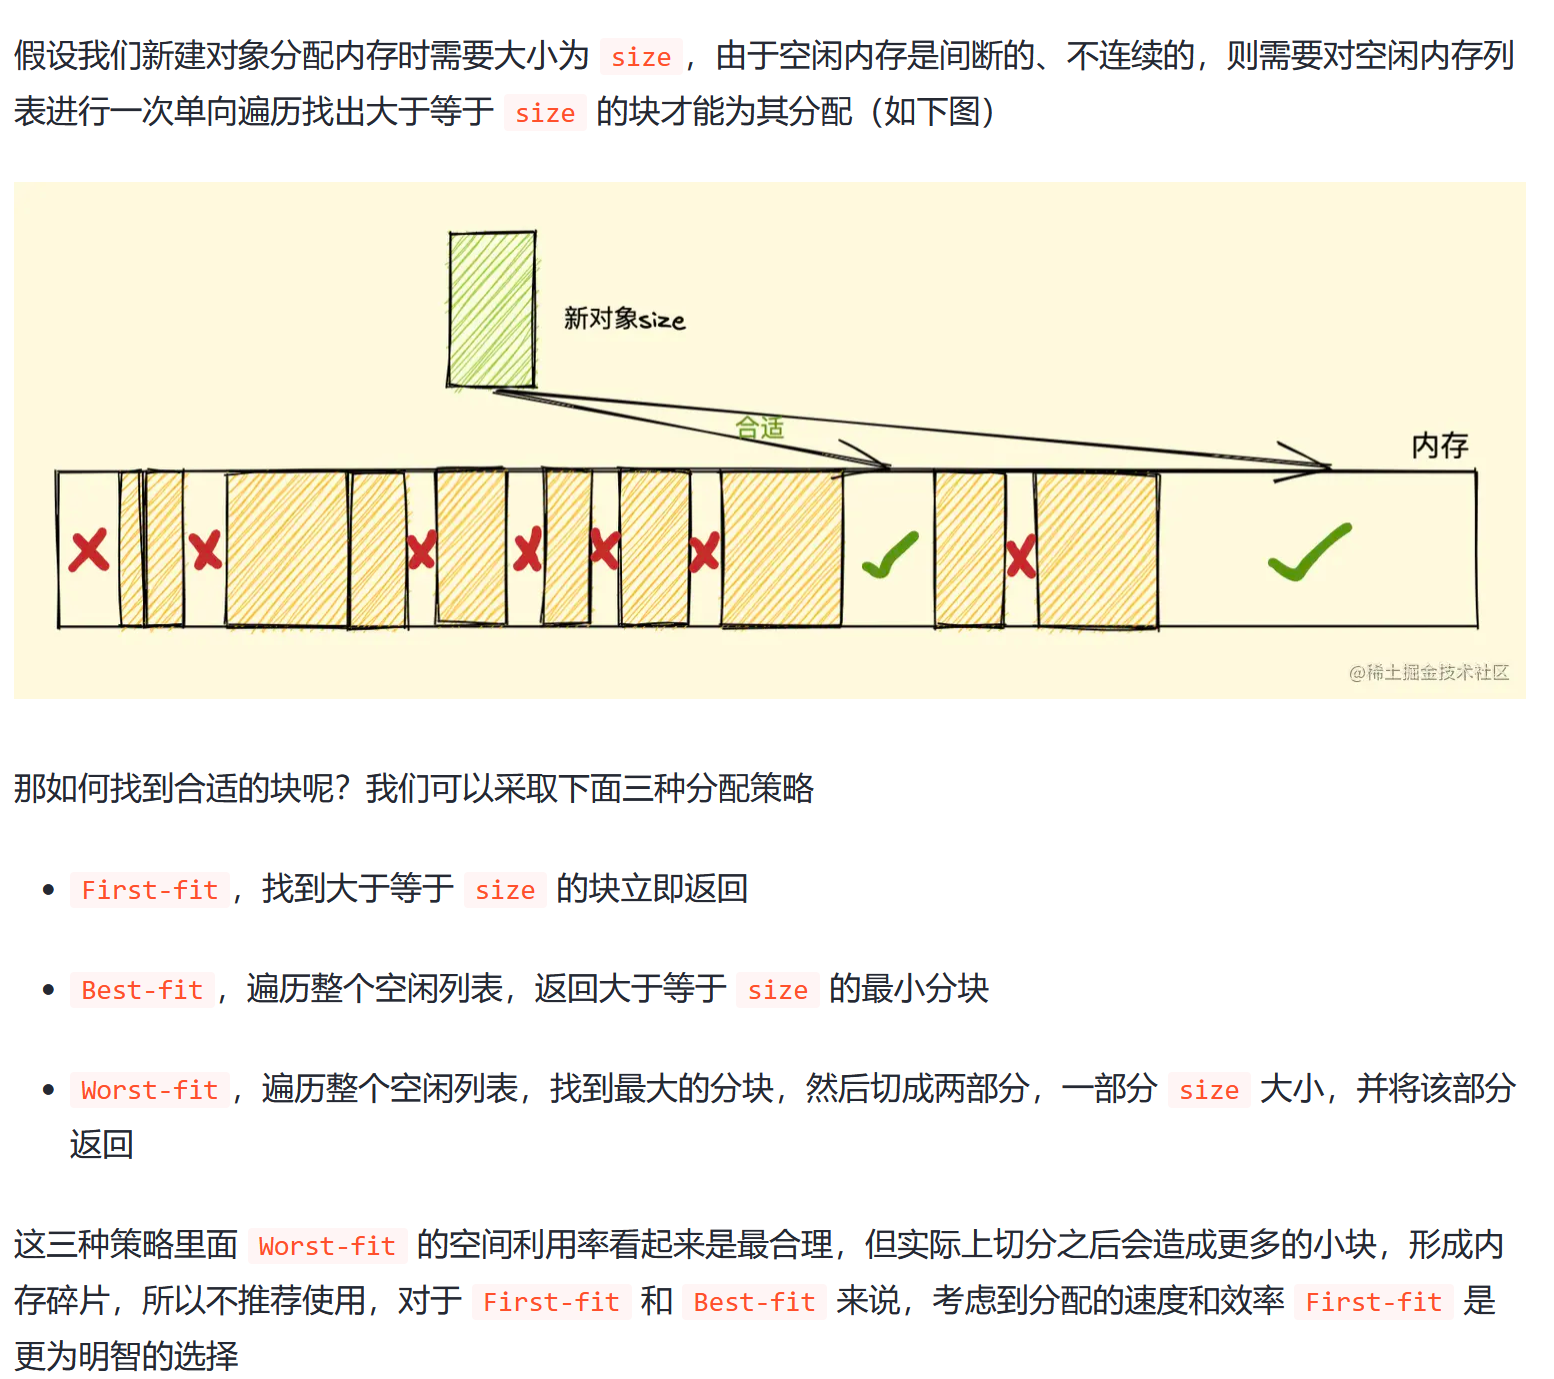 假设我们新建对象分配内存时需要大小为 size，由于空闲内存是间断的、不连续的，则需要对空闲内存列
表进行一次单向遍历找出大于等于 size 的块才能为其分配（如下图）
新对象size
合适
内存
@稀土掘金技术社区
那如何找到合适的块呢？我们可以采取下面三种分配策略
• First-fit，找到大于等于 size 的块立即返回
• Best-fit，遍历整个空闲列表，返回大于等于 size 的最小分块
• Worst-fit，遍历整个空闲列表，找到最大的分块，然后切成两部分，一部分 size 大小，并将该部分
返回
这三种策略里面 Worst-fit 的空间利用率看起来是最合理，但实际上切分之后会造成更多的小块，形成内
存碎片，所以不推荐使用，对于 First-fit 和 Best-fit 来说，考虑到分配的速度和效率 First-fit 是
更为明智的选择